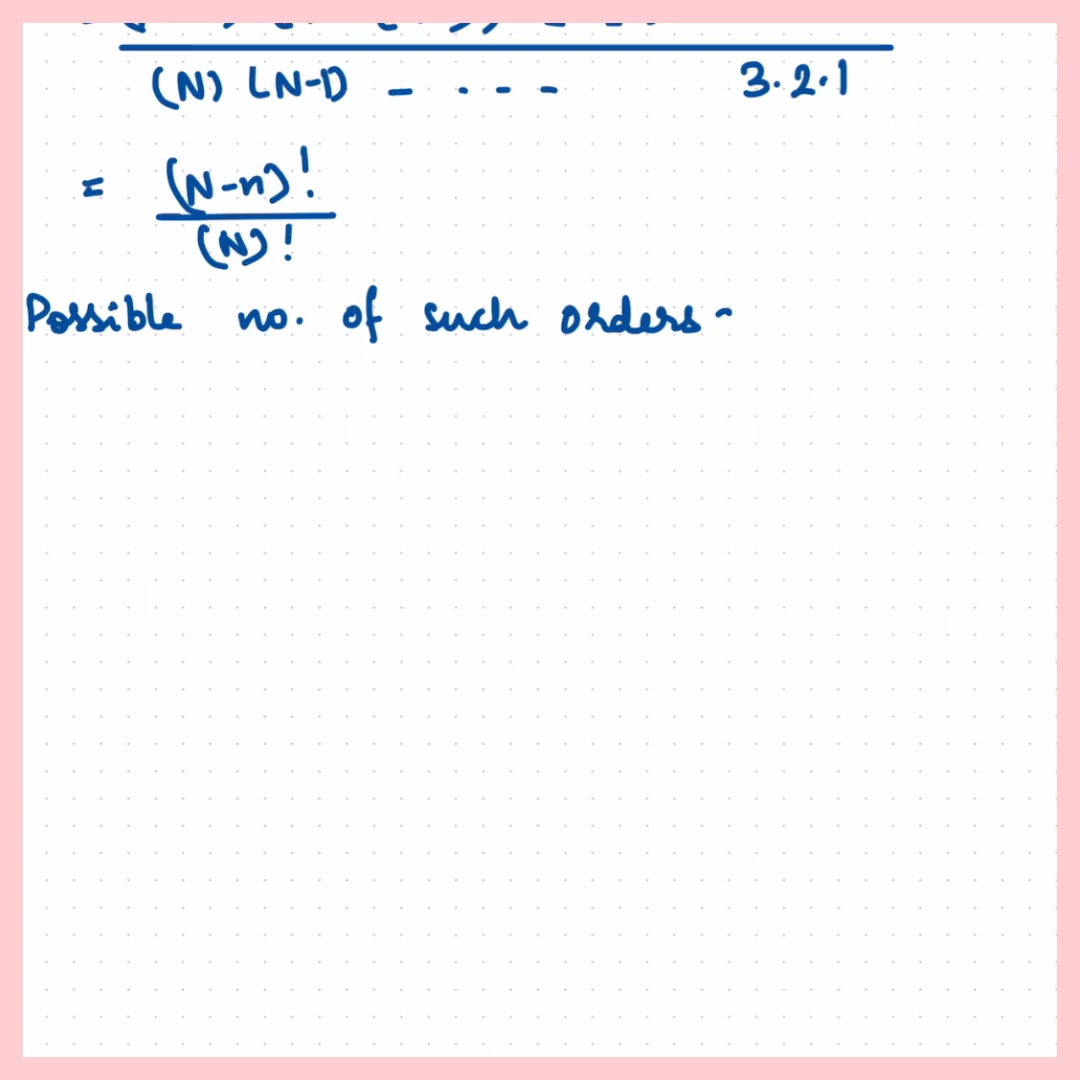 (N) (N-1) - . . - - 3.2.1
= (N-n)!
(N)!
Possible no. of such orders -